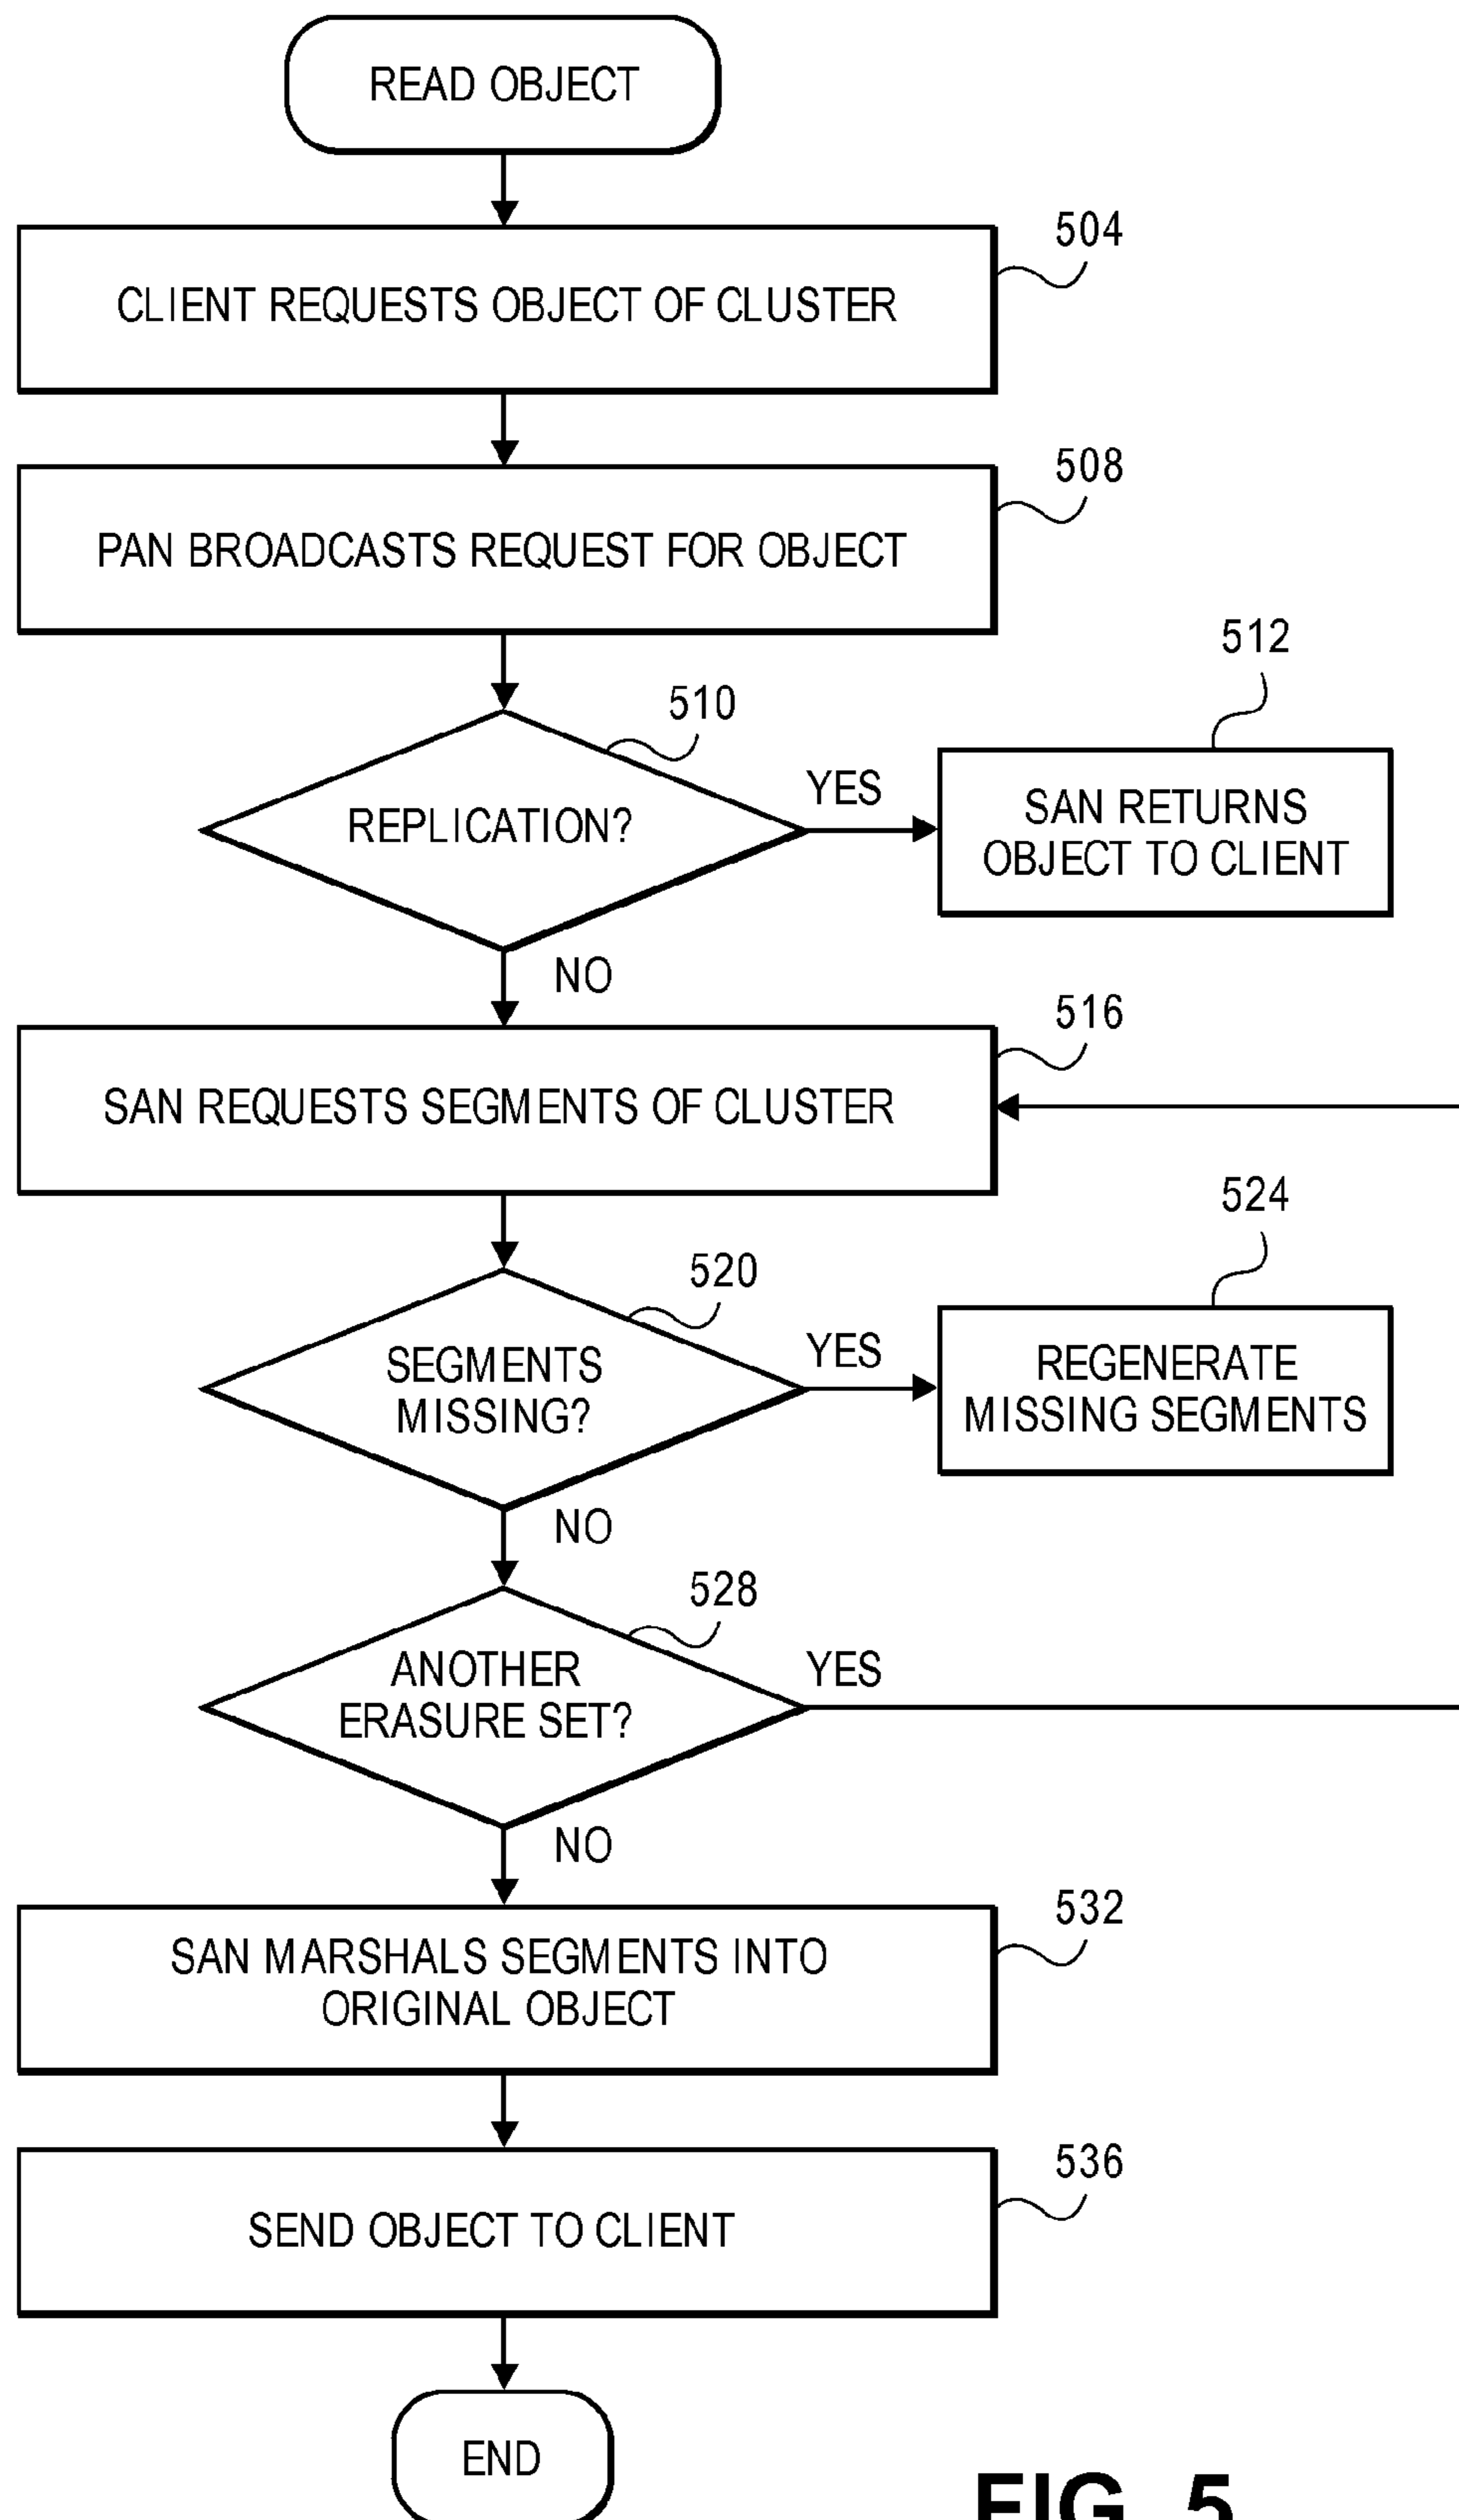 READ OBJECT
504
CLIENT REQUESTS OBJECT OF CLUSTER
508
PAN BROADCASTS REQUEST FOR OBJECT
512
510
YES
SAN RETURNS
OBJECT TO CLIENT
REPLICATION?
NO
516
SAN REQUESTS SEGMENTS OF CLUSTER
524
520
YES
REGENERATE
MISSING SEGMENTS
SEGMENTS
MISSING?
NO
528
YES
ANOTHER
ERASURE SET?
NO
532
SAN MARSHALS SEGMENTS INTO
ORIGINAL OBJECT
536
SEND OBJECT TO CLIENT
END
FIG. 5